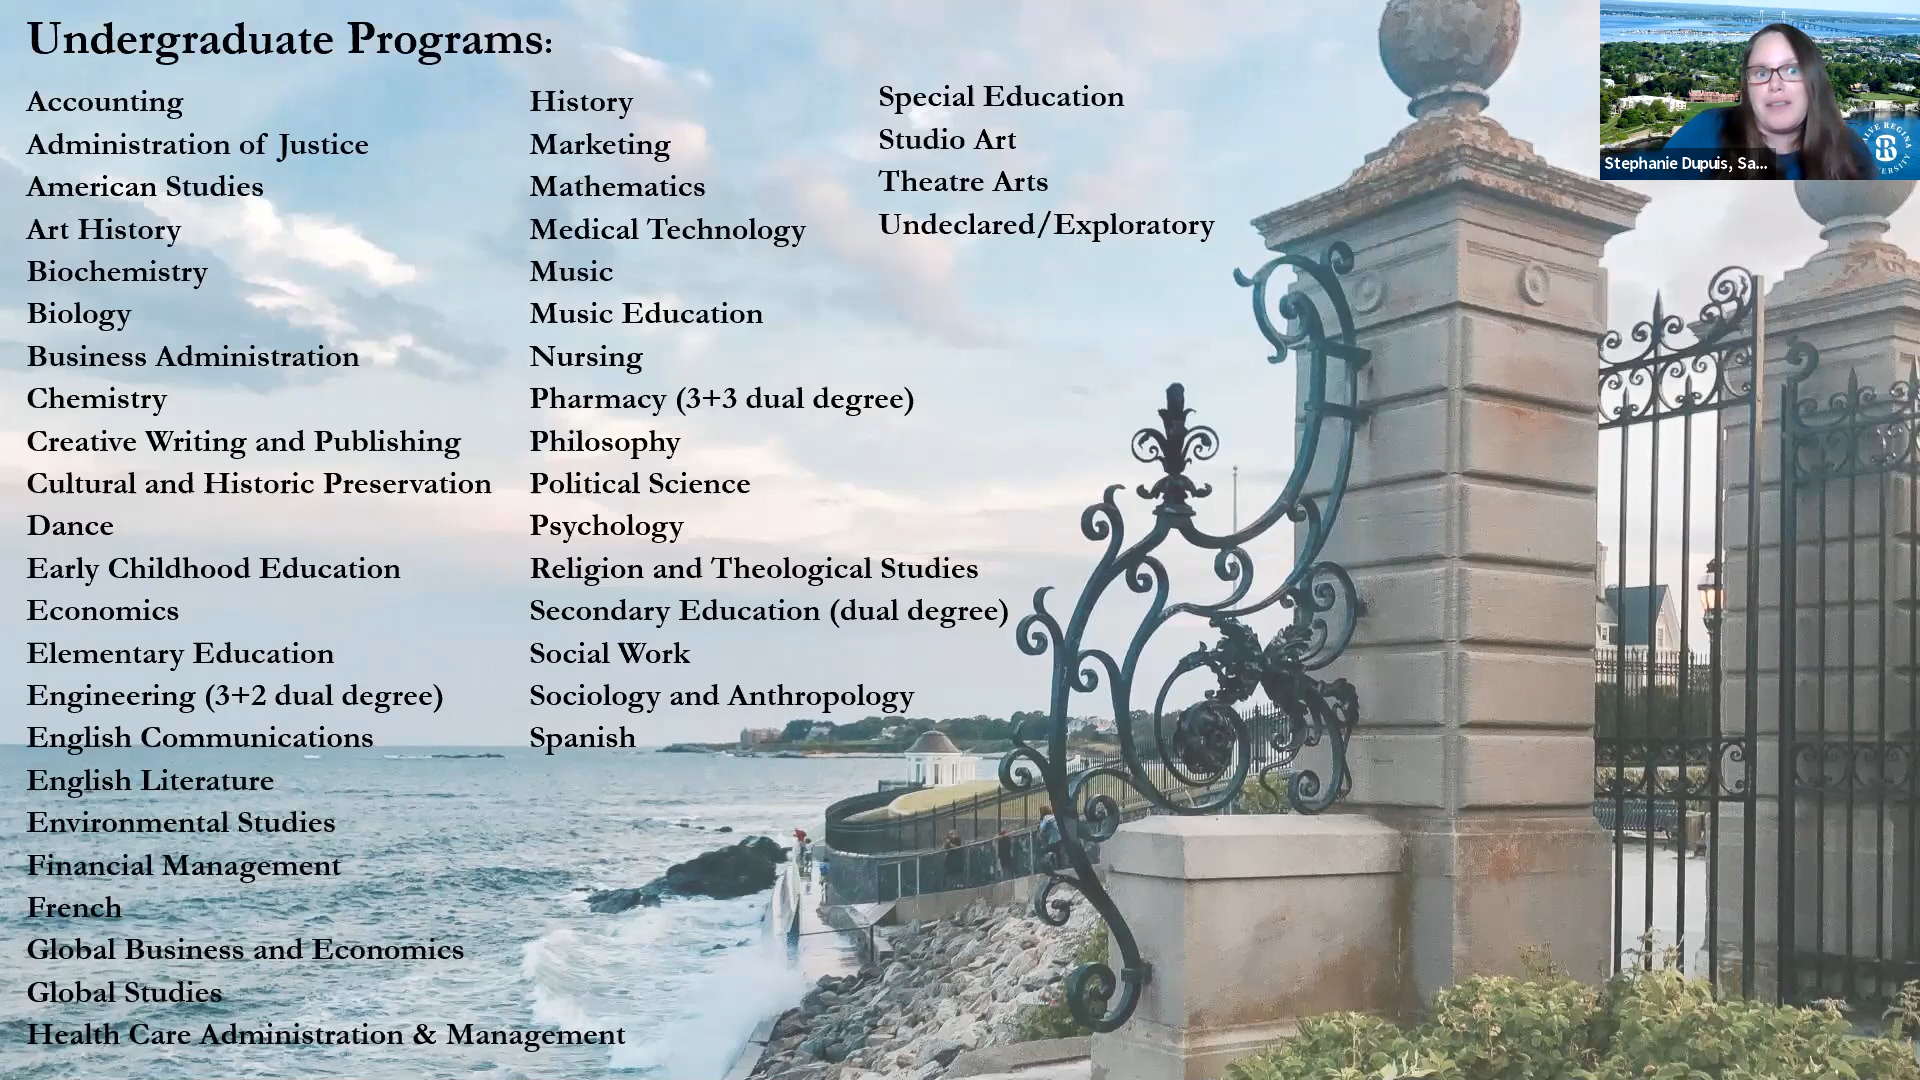 Undergraduate Programs:
Accounting
Administration of Justice
American Studies
Art History
Biochemistry
Biology
Business Administration
Chemistry
Creative Writing and Publishing
Cultural and Historic Preservation
Dance
Early Childhood Education
Economics
Elementary Education
Engineering (3+2 dual degree)
English Communications
English Literature
Environmental Studies
Financial Management
French
Global Business and Economics
Global Studies
Health Care Administration & Management
History
Marketing
Mathematics
Medical Technology
Music
Music Education
Nursing
Pharmacy (3+3 dual degree)
Philosophy
Political Science
Psychology
Religion and Theological Studies
Secondary Education (dual degree)
Social Work
Sociology and Anthropology
Spanish
Special Education
Studio Art
Theatre Arts
Undeclared/Exploratory
Stephanie Dupuis, Sa...
REGINA